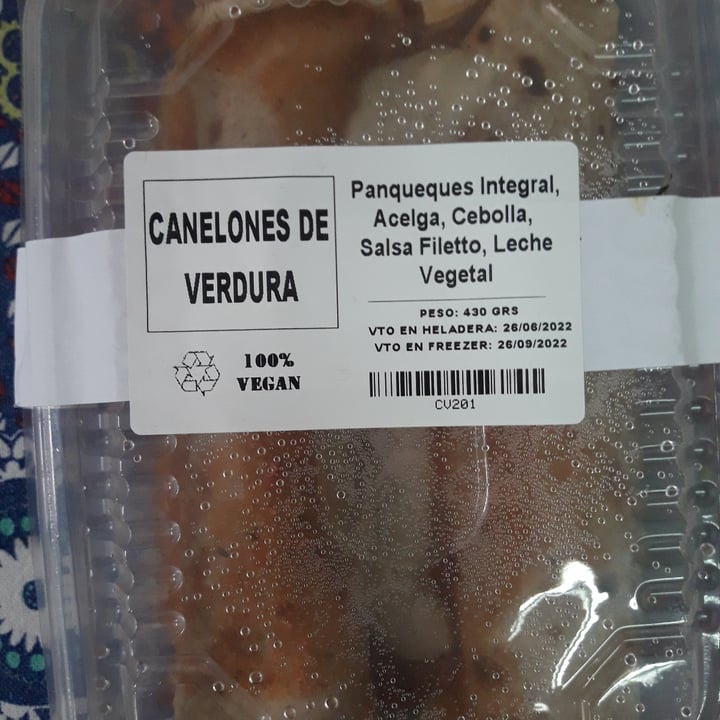 CANELONES DE
VERDURA
100%
VEGAN
Panqueques Integral,
Acelga, Cebolla,
Salsa Filetto, Leche
Vegetal
PESO: 430 GRS
VTO EN HELADERA: 26/06/2022
VTO EN FREEZER: 26/09/2022
CV201